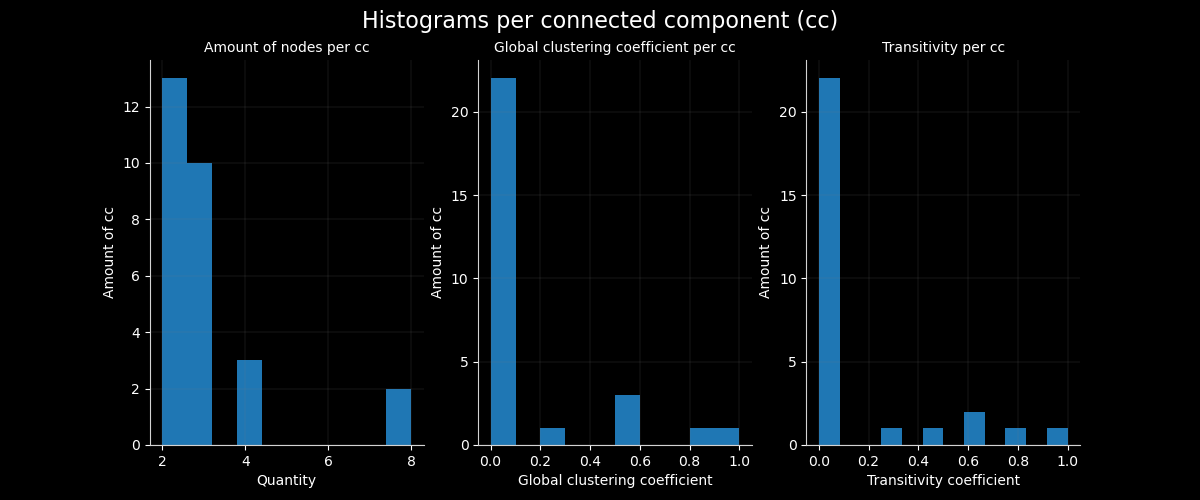 Histograms per connected component (cc)
Amount of nodes per cc
Amount of cc
12
10
8
6
4
2
0
2 4 6 8
Quantity
Global clustering coefficient per cc
Amount of cc
20
15
10
5
0
0.0 0.2 0.4 0.6 0.8 1.0
Global clustering coefficient
Transitivity per cc
Amount of cc
20
15
10
5
0
0.0 0.2 0.4 0.6 0.8 1.0
Transitivity coefficient